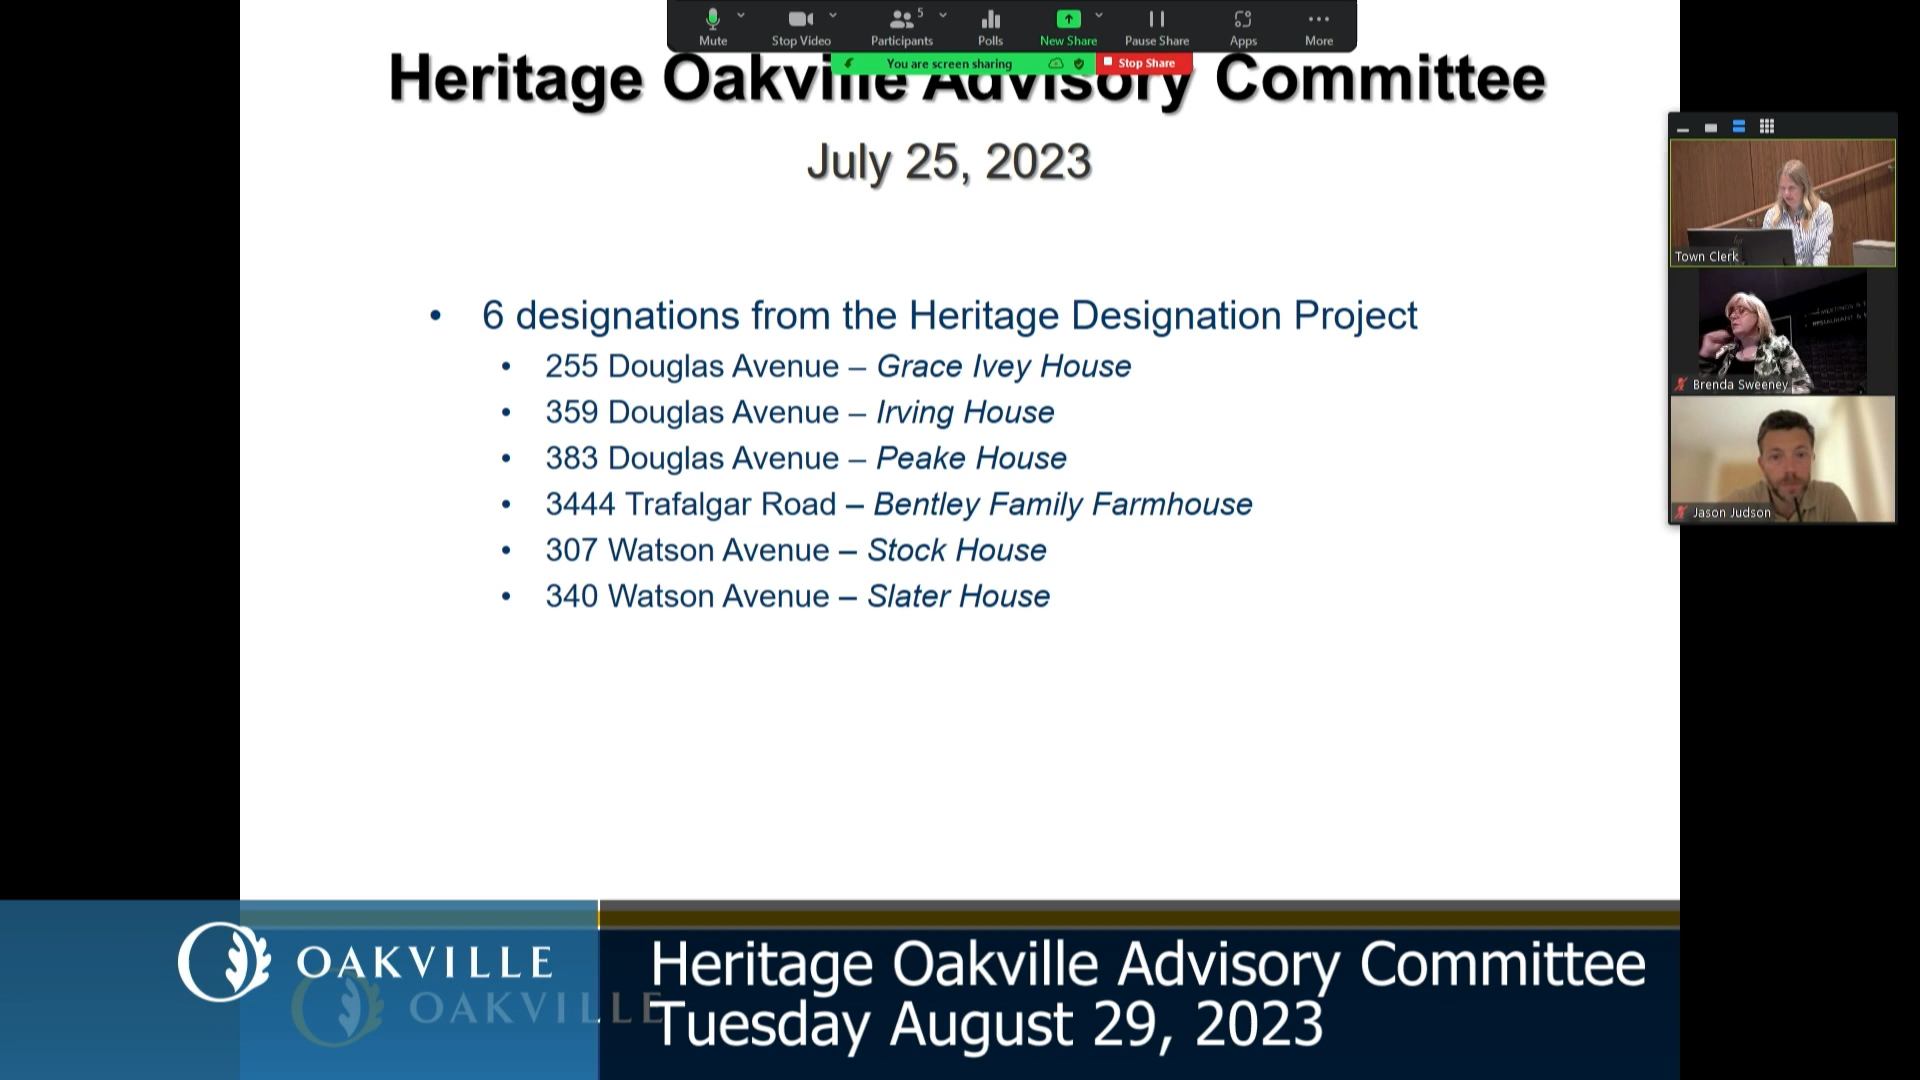 Mute
Stop Video
Participants
5
Polls
New Share
Pause Share
Apps
More
You are screen sharing
Stop Share
Heritage Oakville Advisory Committee
July 25, 2023
• 6 designations from the Heritage Designation Project
• 255 Douglas Avenue – Grace Ivey House
• 359 Douglas Avenue – Irving House
• 383 Douglas Avenue – Peake House
• 3444 Trafalgar Road – Bentley Family Farmhouse
• 307 Watson Avenue – Stock House
• 340 Watson Avenue – Slater House
Town Clerk
Brenda Sweeney
Jason Judson
OAKVILLE
OAKVILLE
Heritage Oakville Advisory Committee
Tuesday August 29, 2023